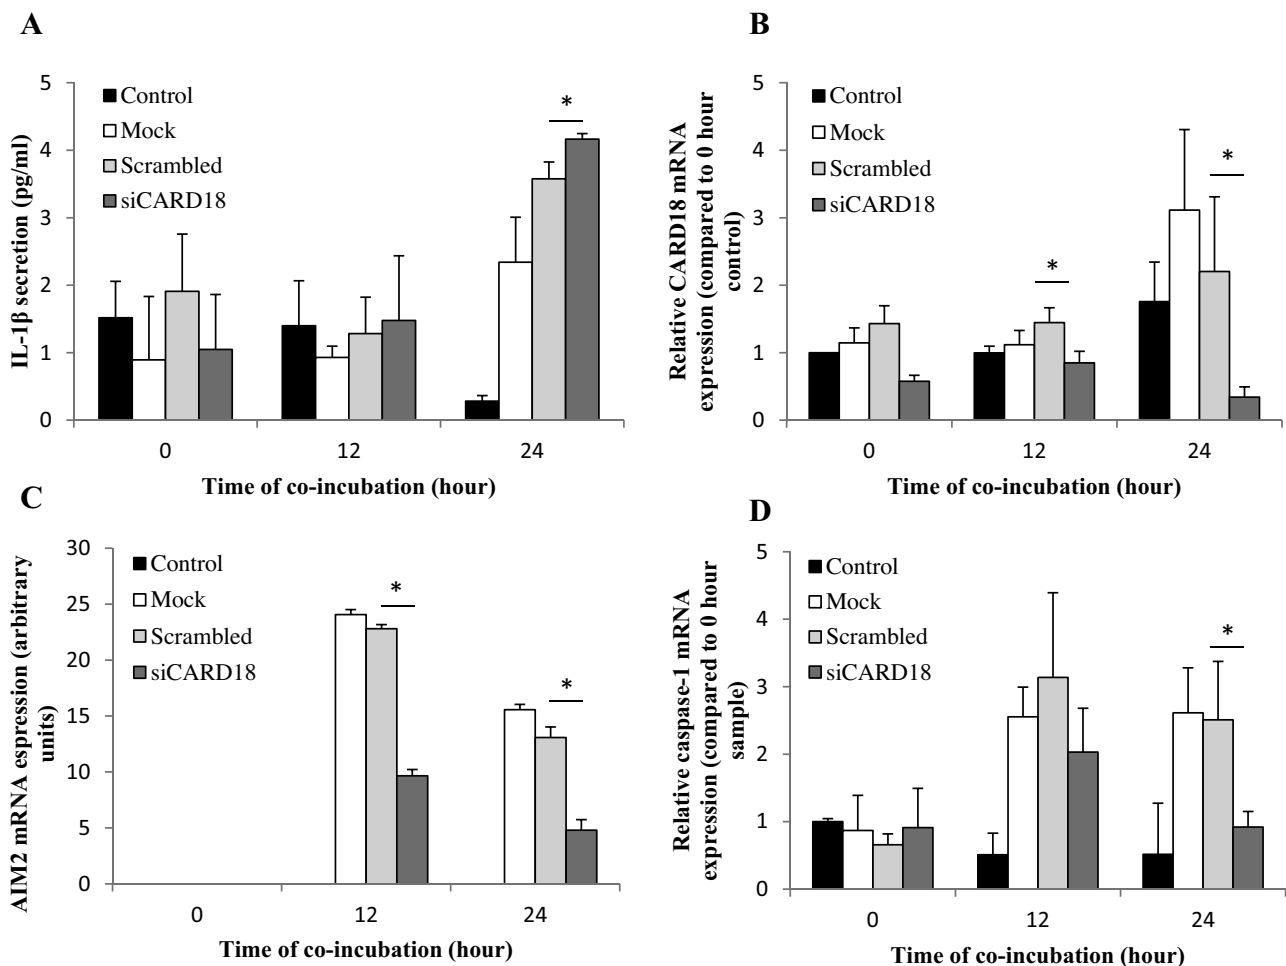 A
IL-1β secretion (pg/ml)
5
4
3
2
1
0
Control
Mock
Scrambled
siCARD18
*
0
12
24
Time of co-incubation (hour)
B
Relative CARD18 mRNA
expression (compared to 0 hour
control)
5
4
3
2
1
0
Control
Mock
Scrambled
siCARD18
*
*
0
12
24
Time of co-incubation (hour)
C
AIM2 mRNA espression (arbitrary
units)
30
25
20
15
10
5
0
Control
Mock
Scrambled
siCARD18
*
*
0
12
24
Time of co-incubation (hour)
D
Relative caspase-1 mRNA
expression (compared to 0 hour
sample)
5
4
3
2
1
0
Control
Mock
Scrambled
siCARD18
*
0
12
24
Time of co-incubation (hour)